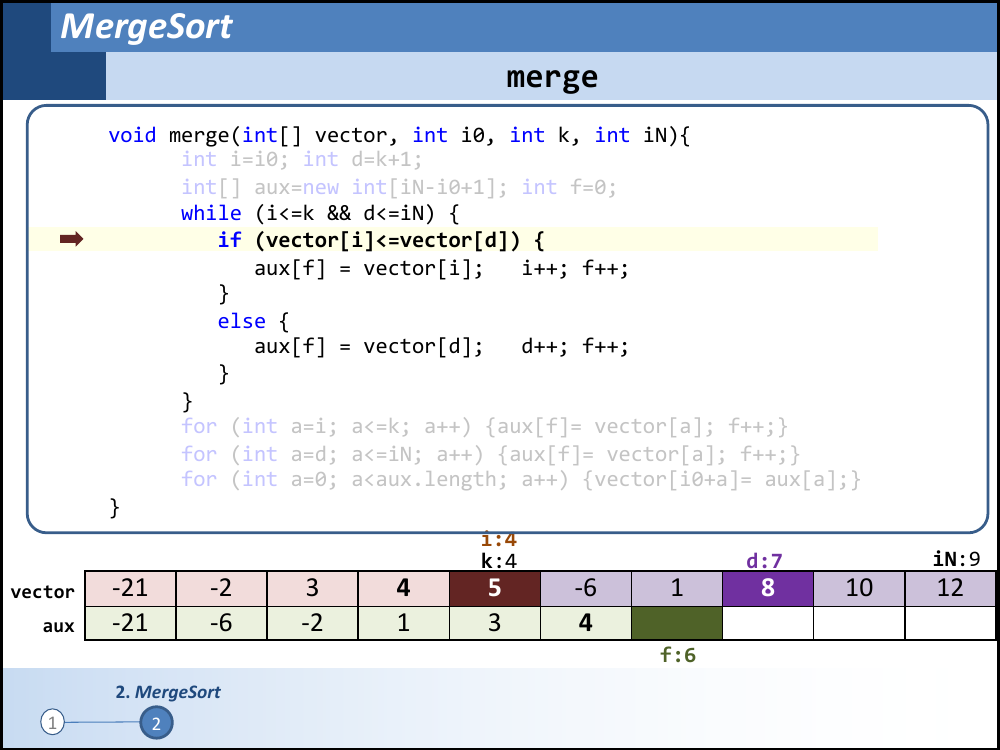 MergeSort
merge
void merge(int[] vector, int i0, int k, int iN){
int i=i0; int d=k+1;
int[] aux=new int[iN-i0+1]; int f=0;
while (i<=k && d<=iN) {
if (vector[i]<=vector[d]) {
aux[f] = vector[i];   i++; f++;
}
else {
aux[f] = vector[d];   d++; f++;
}
}
for (int a=i; a<=k; a++) {aux[f]= vector[a]; f++;}
for (int a=d; a<=iN; a++) {aux[f]= vector[a]; f++;}
for (int a=0; a<aux.length; a++) {vector[i0+a]= aux[a];}
}
i:4
k:4 d:7 iN:9
vector -21 -2 3 4 5 -6 1 8 10 12
aux -21 -6 -2 1 3 4
f:6
2. MergeSort
1 2